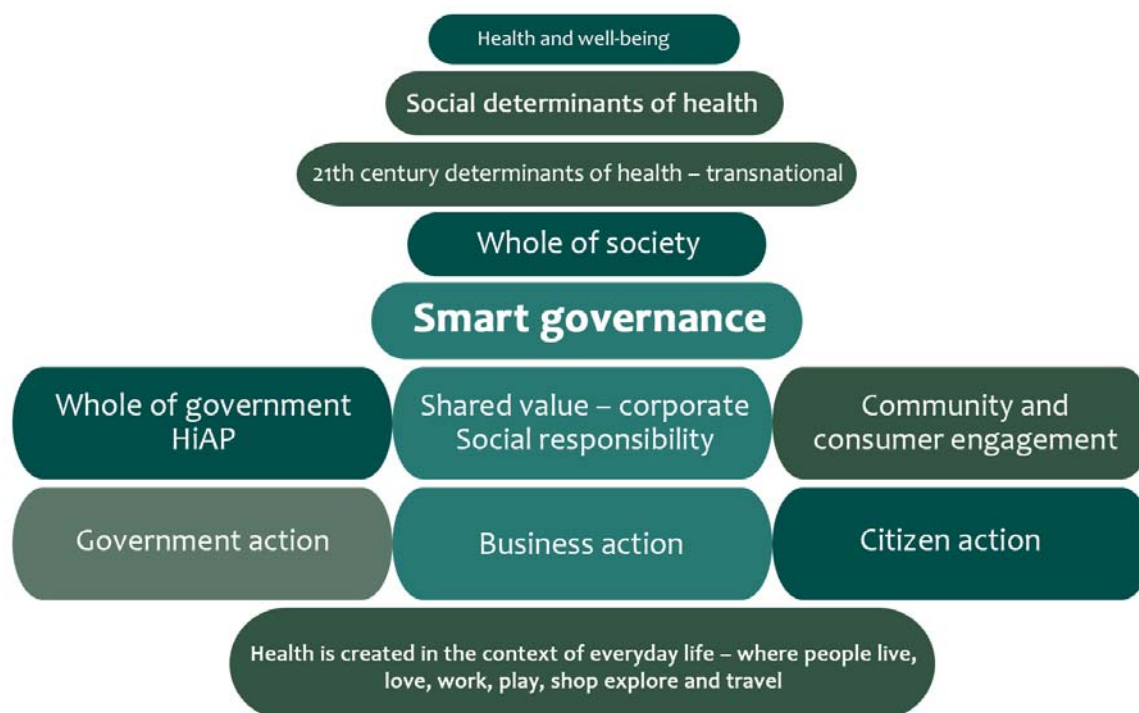 Health and well-being
Social determinants of health
21th century determinants of health – transnational
Whole of society
Smart governance
Whole of government
HiAP
Shared value – corporate
Social responsibility
Community and
consumer engagement
Government action
Business action
Citizen action
Health is created in the context of everyday life – where people live,
love, work, play, shop explore and travel